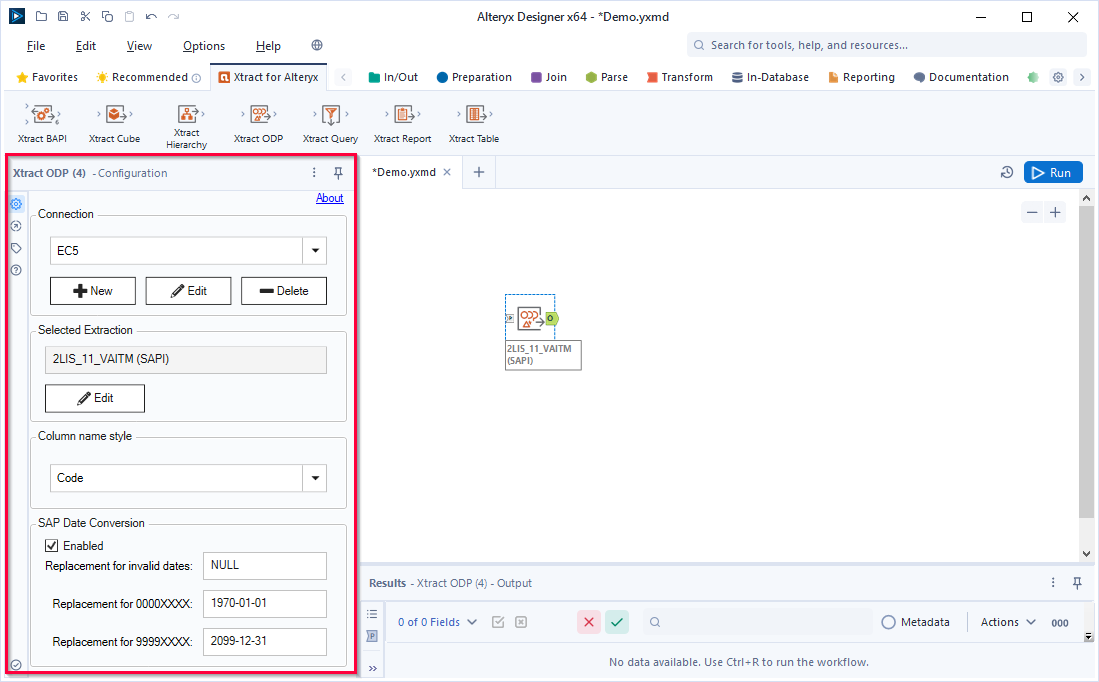 Alteryx Designer x64 - *Demo.yxmd
File Edit View Options Help
Search for tools, help, and resources...
Favorites Recommended Xtract for Alteryx In/Out Preparation Join Parse Transform In-Database Reporting Documentation
Xtract BAPI Xtract Cube Xtract Hierarchy Xtract ODP Xtract Query Xtract Report Xtract Table
Xtract ODP (4) - Configuration
About
Connection
EC5
New Edit Delete
Selected Extraction
2LIS_11_VAITM (SAPI)
Edit
Column name style
Code
SAP Date Conversion
Enabled
Replacement for invalid dates: NULL
Replacement for 0000XXXX: 1970-01-01
Replacement for 9999XXXX: 2099-12-31
*Demo.yxmd
Run
O
2LIS_11_VAITM
(SAPI)
Results - Xtract ODP (4) - Output
0 of 0 Fields Metadata Actions 000
P
No data available. Use Ctrl+R to run the workflow.